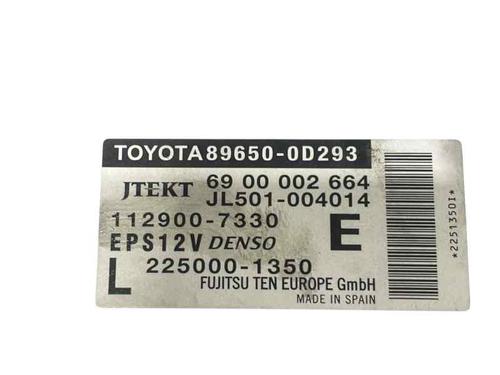 TOYOTA 89650-0D293
JTEKT 69 00 002 664
JL501-004014
112900-7330 E
EPS12V DENSO
L 225000-1350
FUJITSU TEN EUROPE GmbH
MADE IN SPAIN
*22513501*